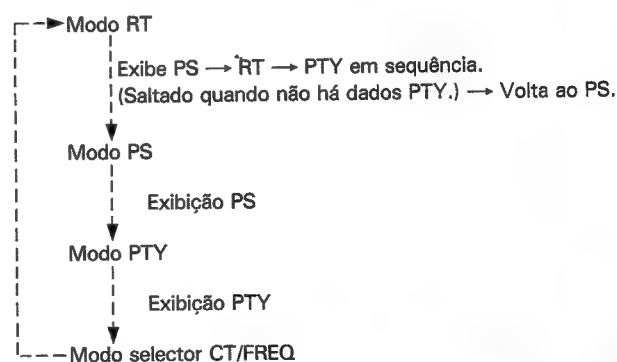 Modo RT
Exibe PS → RT → PTY em sequência.
(Saltado quando não há dados PTY.) → Volta ao PS.
Modo PS
Exibição PS
Modo PTY
Exibição PTY
Modo selector CT/FREQ